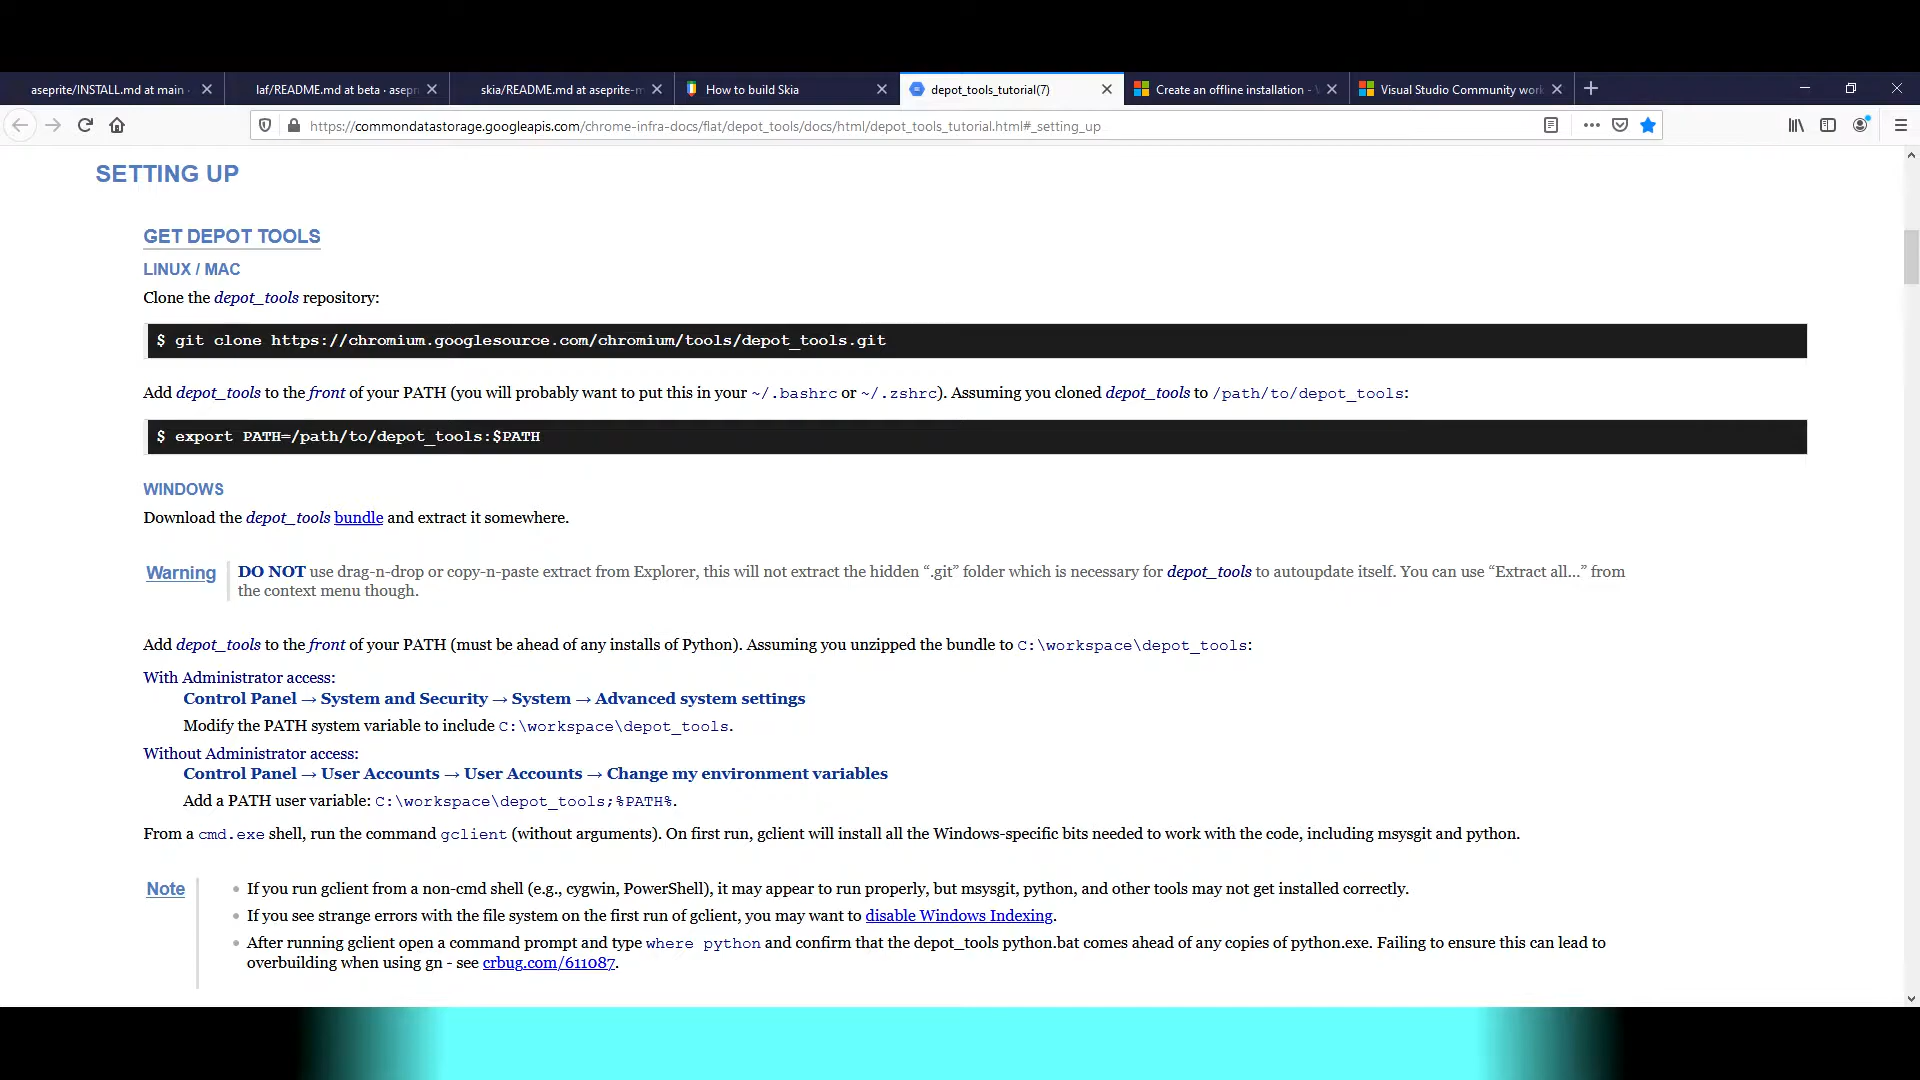 aseprite/INSTALL.md at main ·
laf/README.md at beta · asepr
skia/README.md at aseprite-m
How to build Skia
depot_tools_tutorial(7)
Create an offline installation -
Visual Studio Community work
https://commondatastorage.googleapis.com/chrome-infra-docs/flat/depot_tools/docs/html/depot_tools_tutorial.html#_setting_up
SETTING UP
GET DEPOT TOOLS
LINUX / MAC
Clone the depot_tools repository:
$ git clone https://chromium.googlesource.com/chromium/tools/depot_tools.git
Add depot_tools to the front of your PATH (you will probably want to put this in your ~/.bashrc or ~/.zshrc). Assuming you cloned depot_tools to /path/to/depot_tools:
$ export PATH=/path/to/depot_tools:$PATH
WINDOWS
Download the depot_tools bundle and extract it somewhere.
Warning
DO NOT use drag-n-drop or copy-n-paste extract from Explorer, this will not extract the hidden “.git” folder which is necessary for depot_tools to autoupdate itself. You can use “Extract all…” from
the context menu though.
Add depot_tools to the front of your PATH (must be ahead of any installs of Python). Assuming you unzipped the bundle to C:\workspace\depot_tools:
With Administrator access:
Control Panel → System and Security → System → Advanced system settings
Modify the PATH system variable to include C:\workspace\depot_tools.
Without Administrator access:
Control Panel → User Accounts → User Accounts → Change my environment variables
Add a PATH user variable: C:\workspace\depot_tools;%PATH%.
From a cmd.exe shell, run the command gclient (without arguments). On first run, gclient will install all the Windows-specific bits needed to work with the code, including msysgit and python.
Note
If you run gclient from a non-cmd shell (e.g., cygwin, PowerShell), it may appear to run properly, but msysgit, python, and other tools may not get installed correctly.
If you see strange errors with the file system on the first run of gclient, you may want to disable Windows Indexing.
After running gclient open a command prompt and type where python and confirm that the depot_tools python.bat comes ahead of any copies of python.exe. Failing to ensure this can lead to
overbuilding when using gn - see crbug.com/611087.